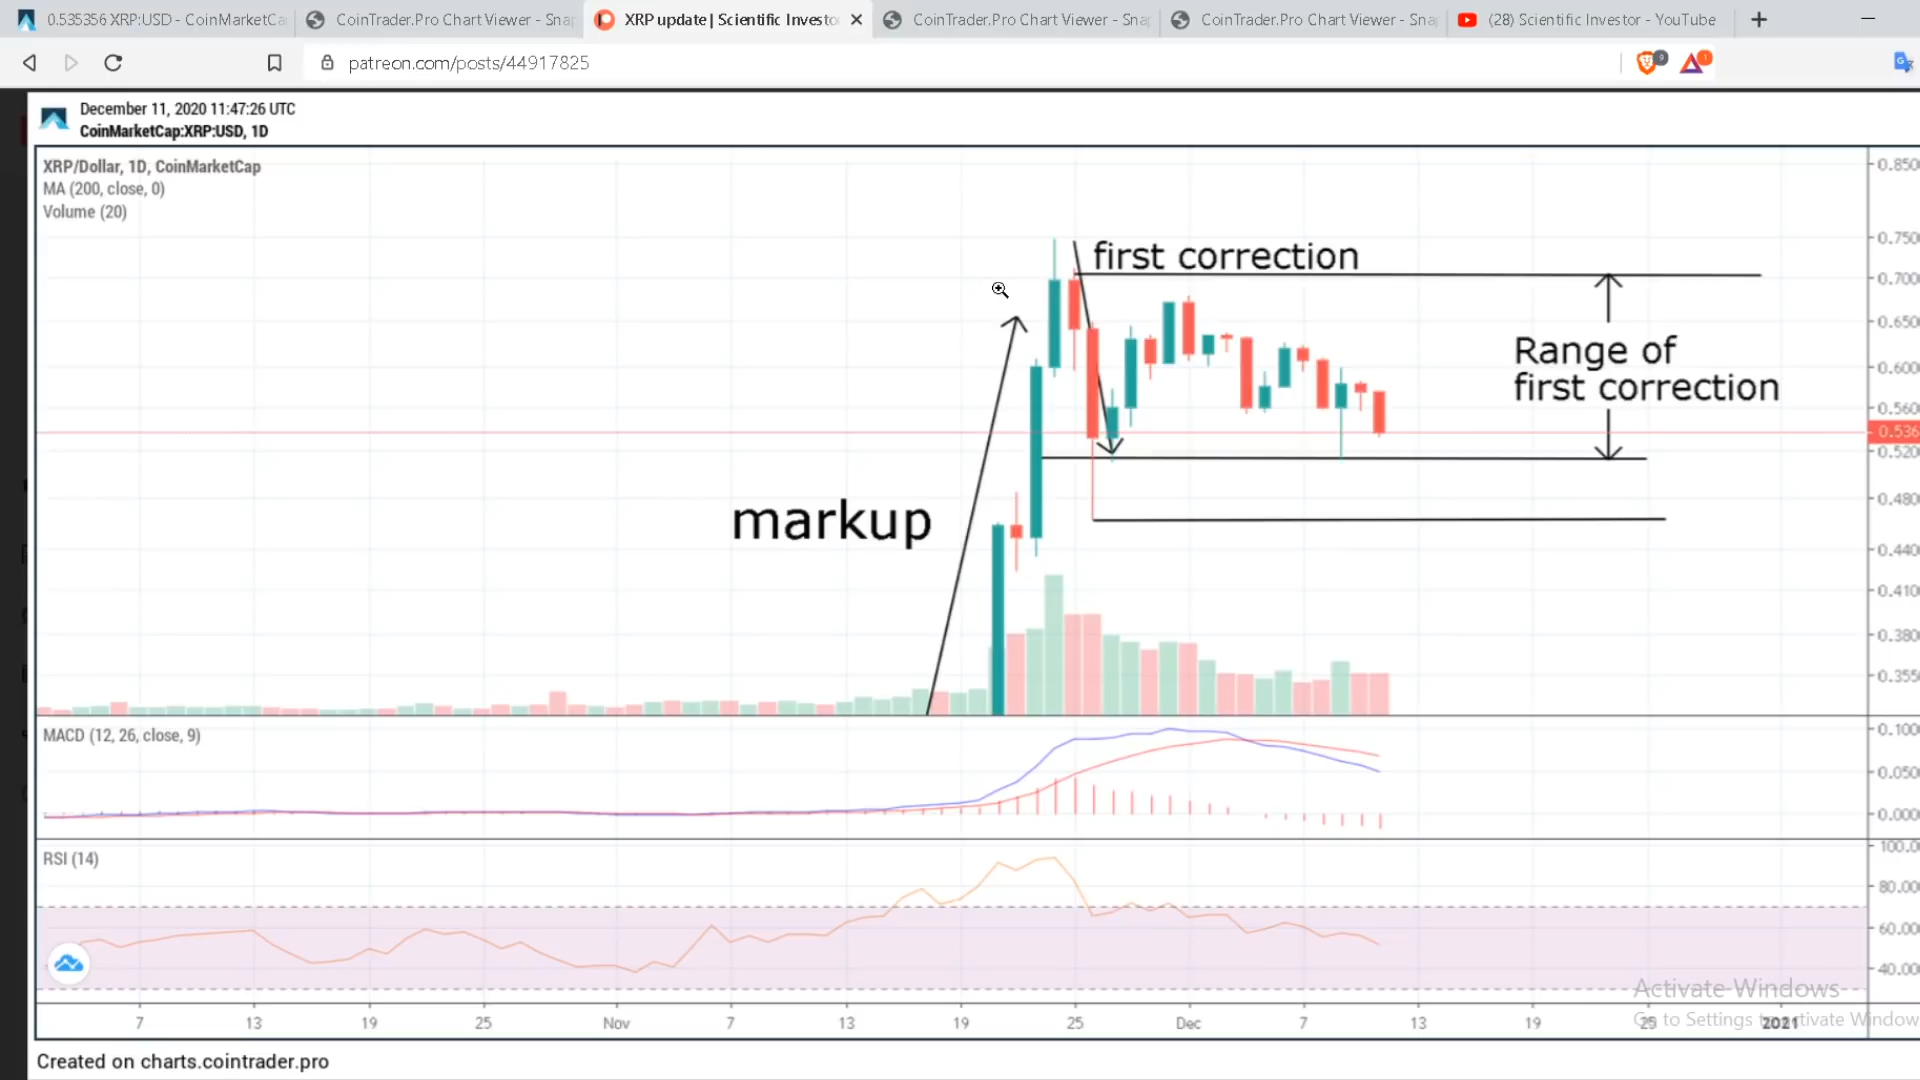 0.535356 XRP:USD - CoinMarketCa
CoinTrader.Pro Chart Viewer - Sna
XRP update | Scientific Investo
CoinTrader.Pro Chart Viewer - Sna
CoinTrader.Pro Chart Viewer - Sna
(28) Scientific Investor - YouTube
patreon.com/posts/44917825
9
1
December 11, 2020 11:47:26 UTC
CoinMarketCap:XRP:USD, 1D
XRP/Dollar, 1D, CoinMarketCap
MA (200, close, 0)
Volume (20)
0.850
0.750
first correction
0.700
0.650
Range of
first correction
0.600
0.560
0.536
0.520
markup
0.480
0.440
0.410
0.380
0.355
MACD (12, 26, close, 9)
0.100
0.050
0.000
RSI (14)
100.0
80.00
60.00
40.00
Activate Windows
Go to Settings to activate Window
7 13 19 25 Nov 7 13 19 25 Dec 7 13 19 25 2021
Created on charts.cointrader.pro